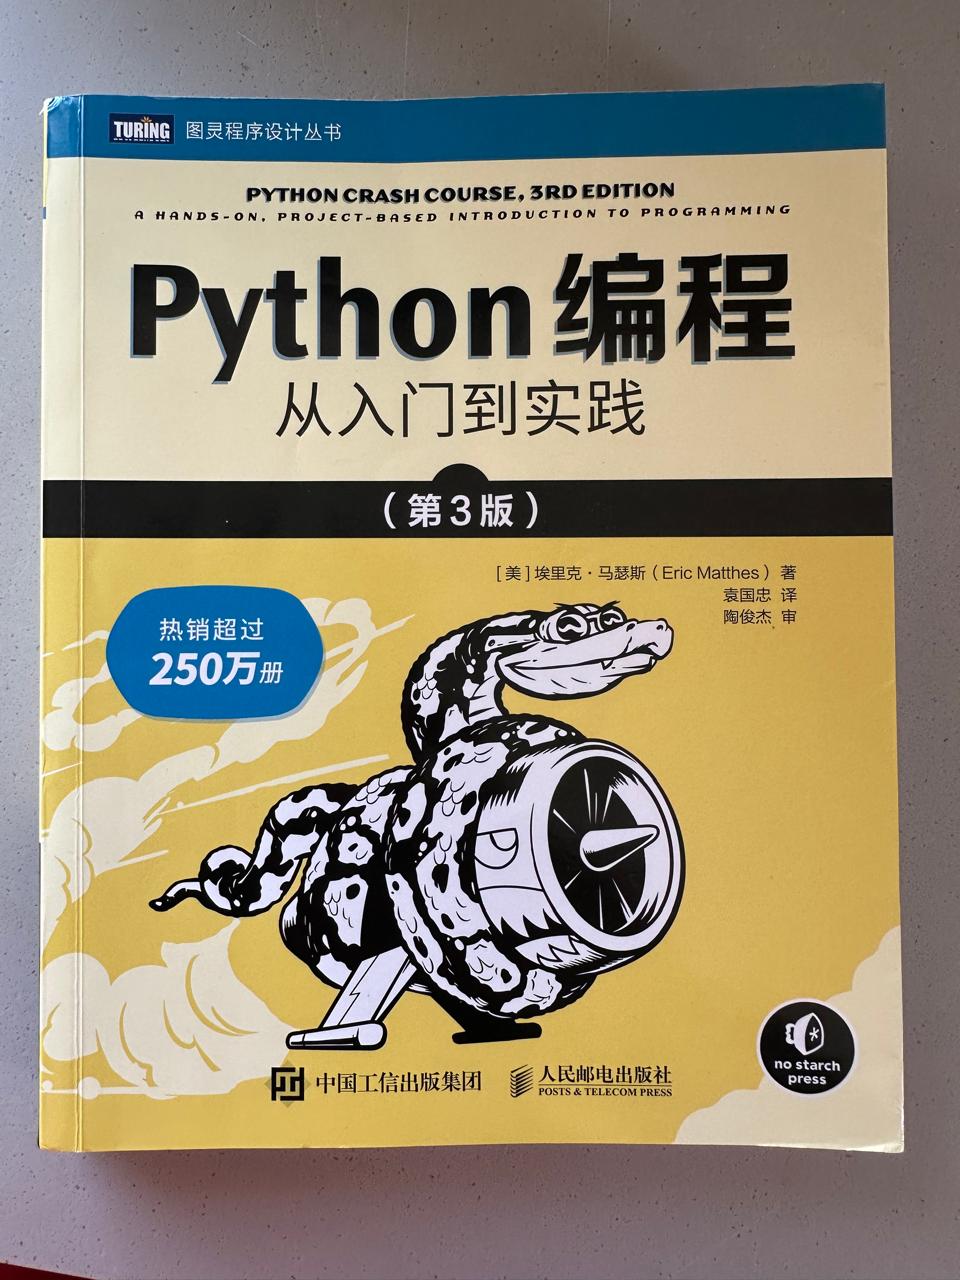 TURING 图灵程序设计丛书
PYTHON CRASH COURSE, 3RD EDITION
A HANDS-ON, PROJECT-BASED INTRODUCTION TO PROGRAMMING
Python 编程
从入门到实践
（第3版）
[美] 埃里克·马瑟斯（Eric Matthes）著
袁国忠 译
陶俊杰 审
热销超过
250万册
中国工信出版集团
人民邮电出版社
POSTS & TELECOM PRESS
no starch
press